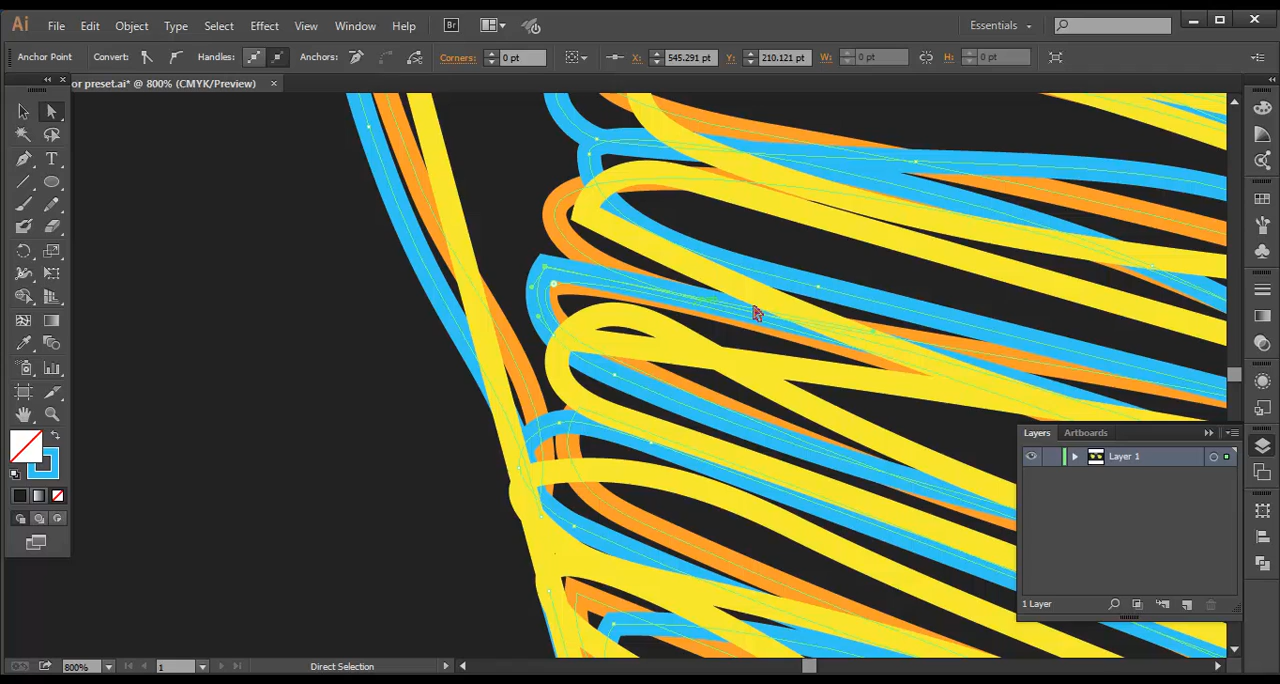 Ai File Edit Object Type Select Effect View Window Help Br Essentials
Anchor Point Convert: Handles: Anchors: Corners: 0 pt X: 545.291 pt Y: 210.121 pt W: 0 pt H: 0 pt
or preset.ai* @ 800% (CMYK/Preview)
T
Layers Artboards
Layer 1
1 Layer
800% 1 Direct Selection